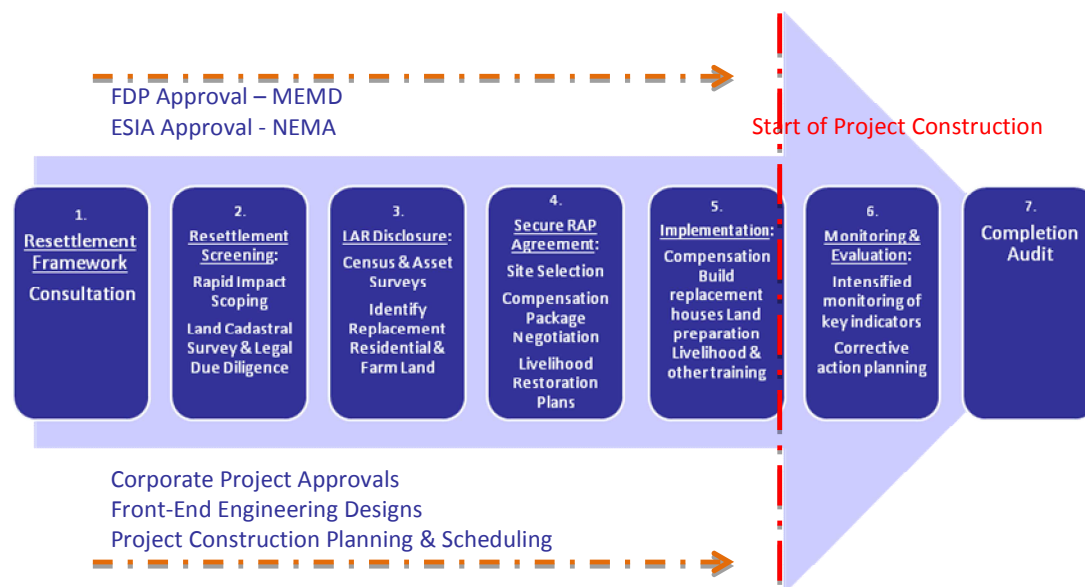 FDP Approval – MEMD
ESIA Approval - NEMA
Start of Project Construction
1.
Resettlement
Framework
Consultation
2.
Resettlement
Screening:
Rapid Impact
Scoping
Land Cadastral
Survey & Legal
Due Diligence
3.
LAR Disclosure:
Census & Asset
Surveys
Identify
Replacement
Residential &
Farm Land
4.
Secure RAP
Agreement:
Site Selection
Compensation
Package
Negotiation
Livelihood
Restoration
Plans
5.
Implementation:
Compensation
Build
replacement
houses Land
preparation
Livelihood &
other training
6.
Monitoring &
Evaluation:
Intensified
monitoring of
key indicators
Corrective
action planning
7.
Completion
Audit
Corporate Project Approvals
Front-End Engineering Designs
Project Construction Planning & Scheduling